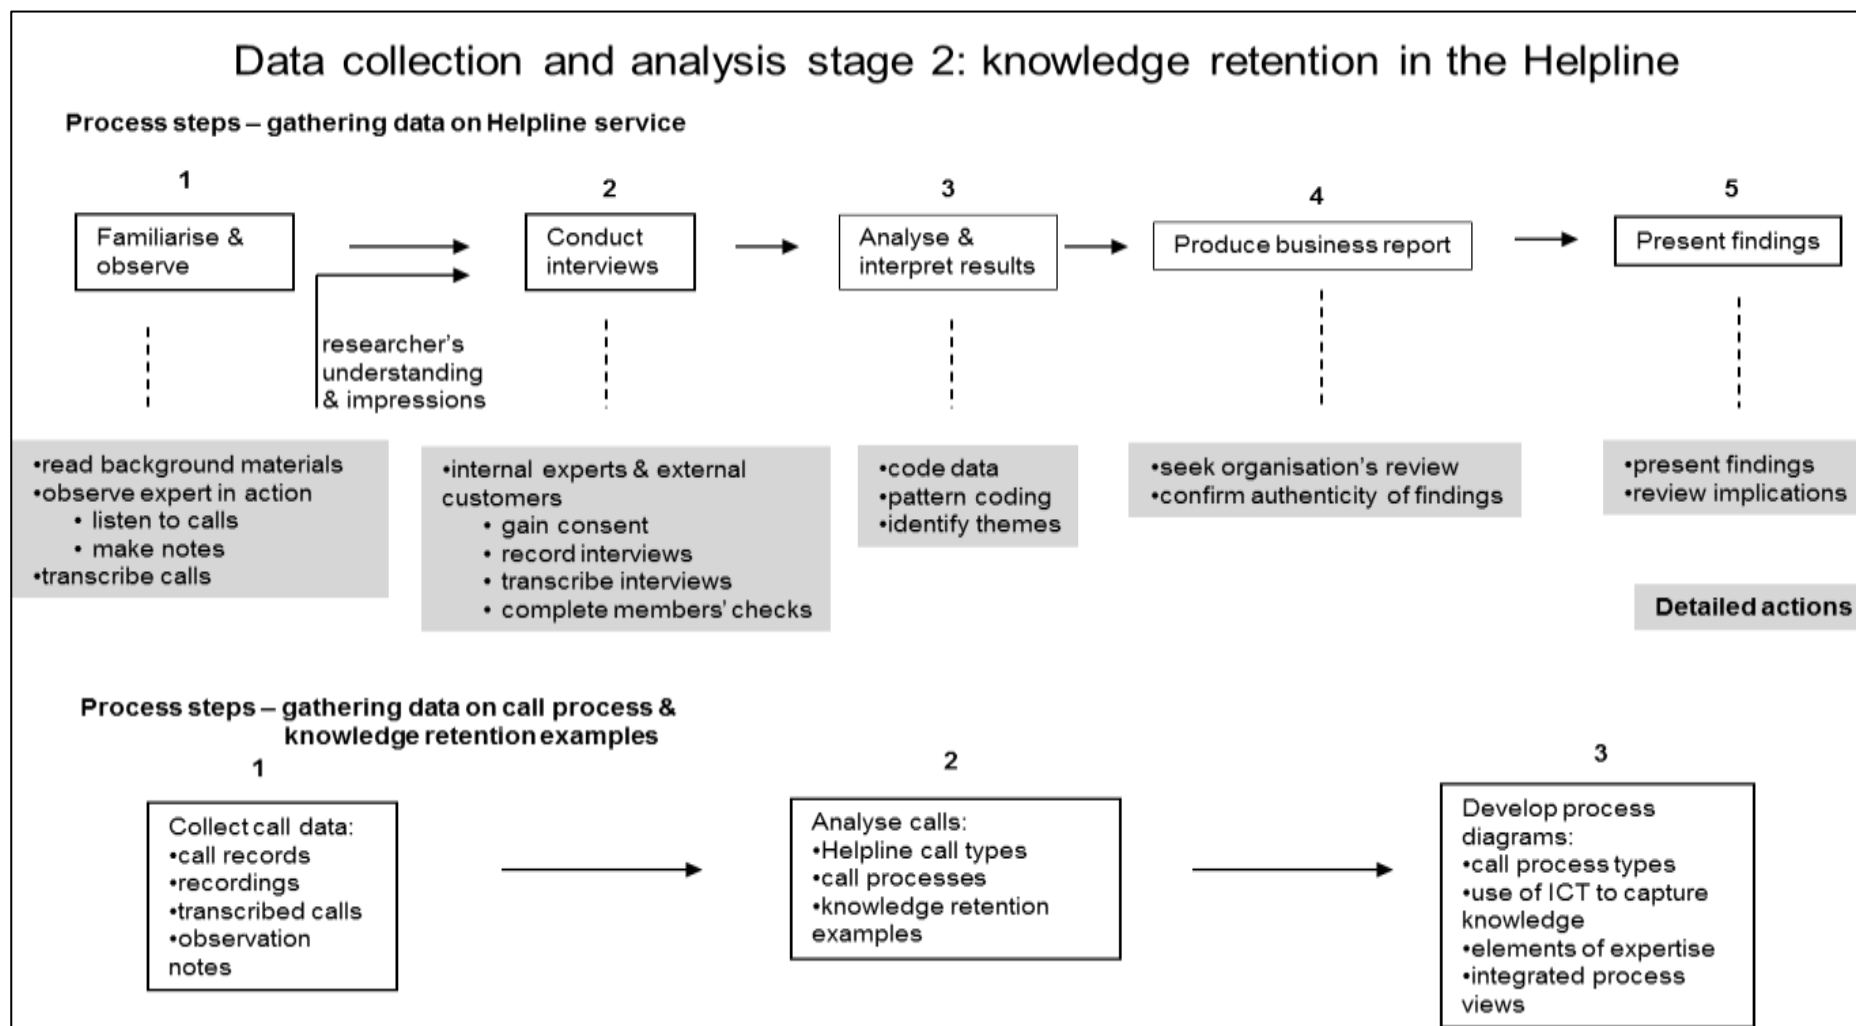 Data collection and analysis stage 2: knowledge retention in the Helpline
Process steps – gathering data on Helpline service
1
Familiarise &
observe
2
Conduct
interviews
3
Analyse &
interpret results
4
Produce business report
5
Present findings
researcher's
understanding
& impressions
•read background materials
•observe expert in action
• listen to calls
• make notes
•transcribe calls
•internal experts & external
customers
• gain consent
• record interviews
• transcribe interviews
• complete members' checks
•code data
•pattern coding
•identify themes
•seek organisation's review
•confirm authenticity of findings
•present findings
•review implications
Detailed actions
Process steps – gathering data on call process &
knowledge retention examples
1
Collect call data:
•call records
•recordings
•transcribed calls
•observation
notes
2
Analyse calls:
•Helpline call types
•call processes
•knowledge retention
examples
3
Develop process
diagrams:
•call process types
•use of ICT to capture
knowledge
•elements of expertise
•integrated process
views